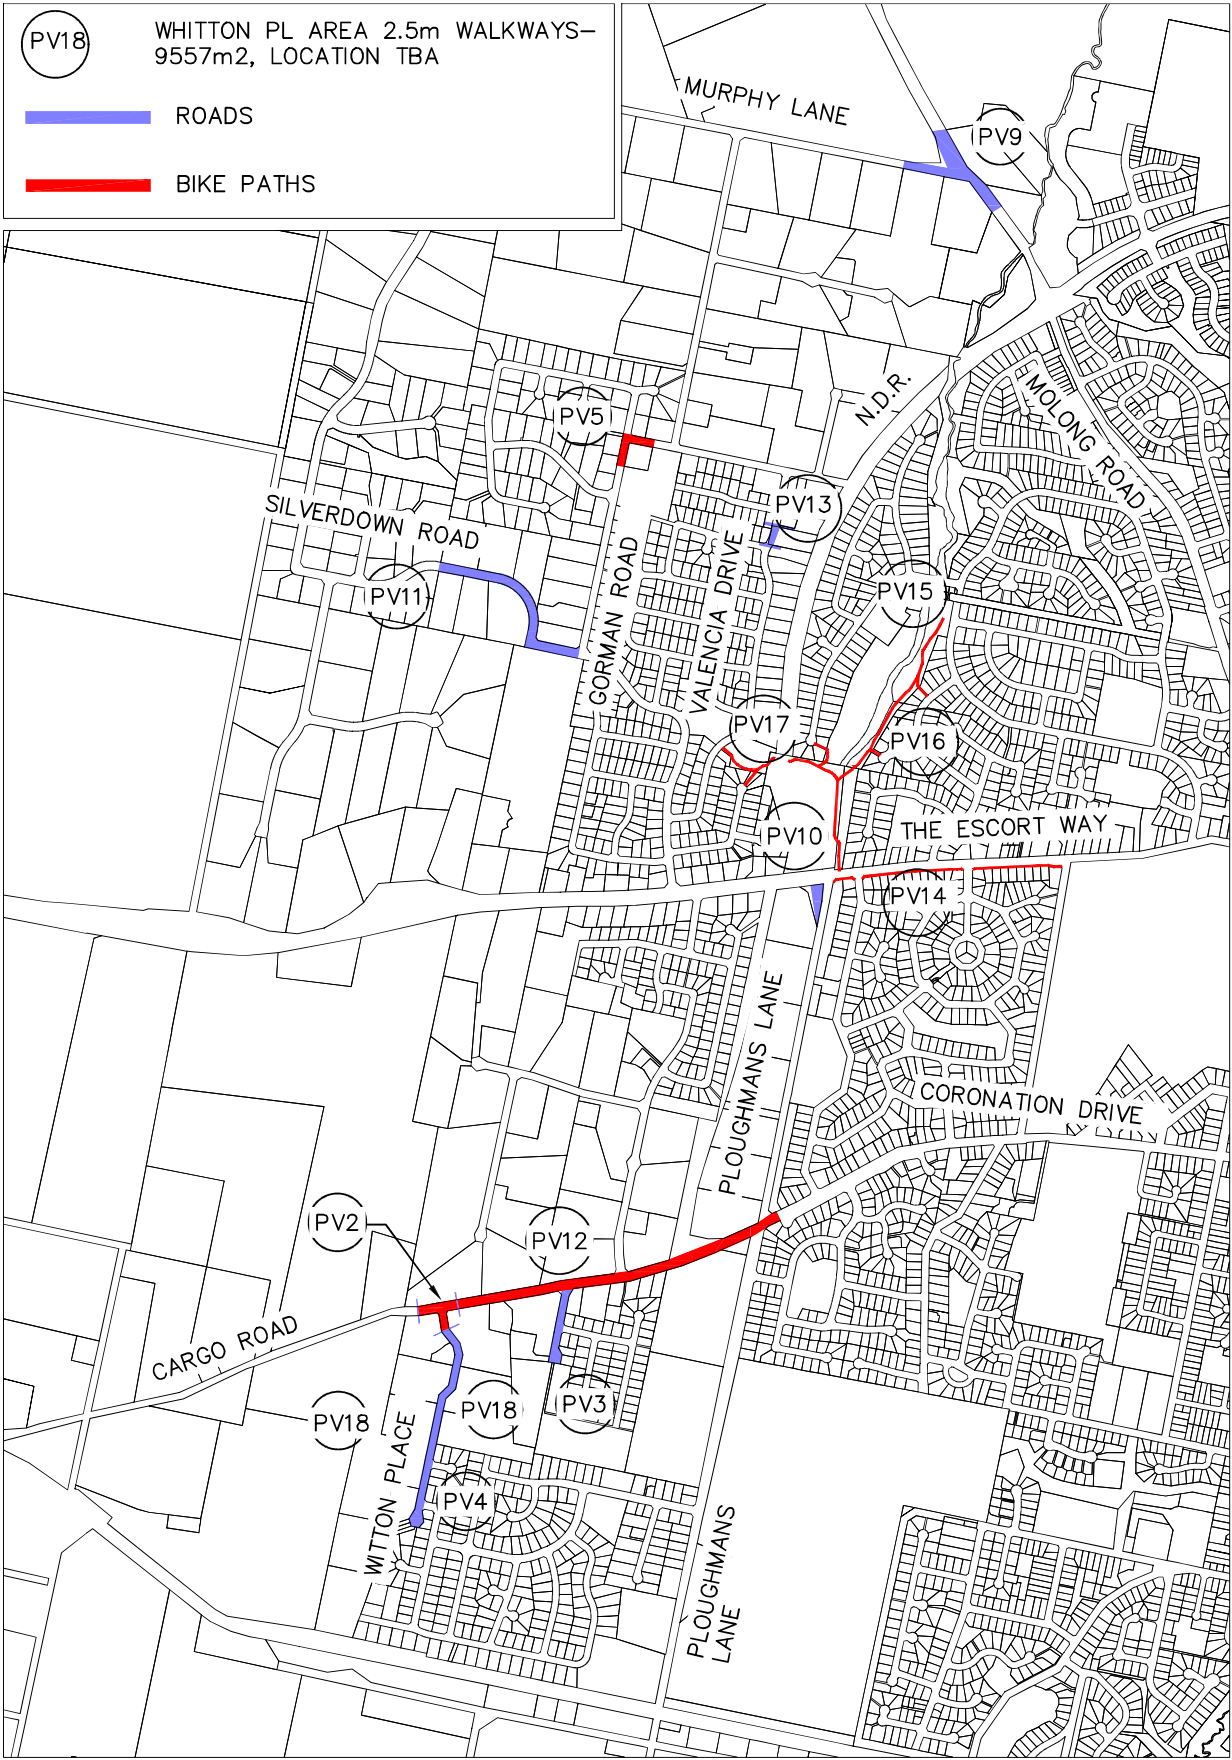 PV18
WHITTON PL AREA 2.5m WALKWAYS-
9557m2, LOCATION TBA
ROADS
BIKE PATHS
MURPHY LANE
PV9
N.D.R.
MOLONG ROAD
PV5
PV13
SILVERDOWN ROAD
PV11
GORMAN ROAD
VALENCIA DRIVE
PV15
PV17
PV16
PV10
THE ESCORT WAY
PV14
PLOUGHMANS LANE
CORONATION DRIVE
PV2
PV12
CARGO ROAD
PV18
PV18
PV3
WITTON PLACE
PV4
PLOUGHMANS
LANE